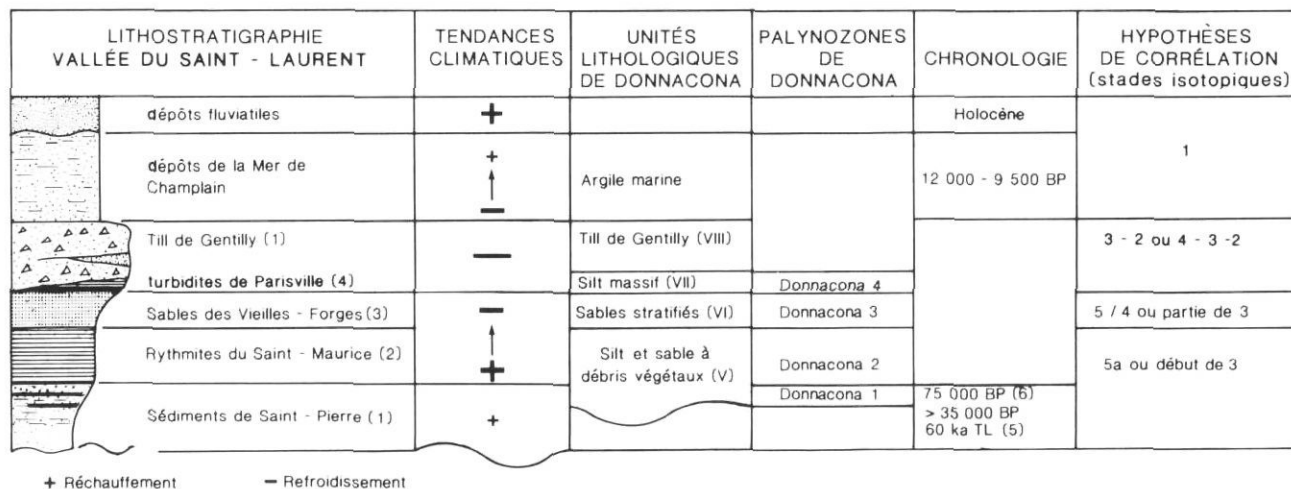 LITHOSTRATIGRAPHIE
VALLÉE DU SAINT - LAURENT
TENDANCES
CLIMATIQUES
UNITÉS
LITHOLOGIQUES
DE DONNACONA
PALYNOZONES
DE
DONNACONA
CHRONOLOGIE
HYPOTHÈSES
DE CORRÉLATION
(stades isotopiques)
dépôts fluviatiles
+
Holocène
dépôts de la Mer de
Champlain
+
−
Argile marine
12 000 - 9 500 BP
1
Till de Gentilly (1)
−
Till de Gentilly (VIII)
3 - 2 ou 4 - 3 -2
turbidites de Parisville (4)
Silt massif (VII)
Donnacona 4
Sables des Vieilles - Forges (3)
−
Sables stratifiés (VI)
Donnacona 3
5 / 4 ou partie de 3
Rythmites du Saint - Maurice (2)
+
Silt et sable à
débris végétaux (V)
Donnacona 2
5a ou début de 3
Sédiments de Saint - Pierre (1)
+
Donnacona 1
75 000 BP (6)
> 35 000 BP
60 ka TL (5)
+ Réchauffement
− Refroidissement